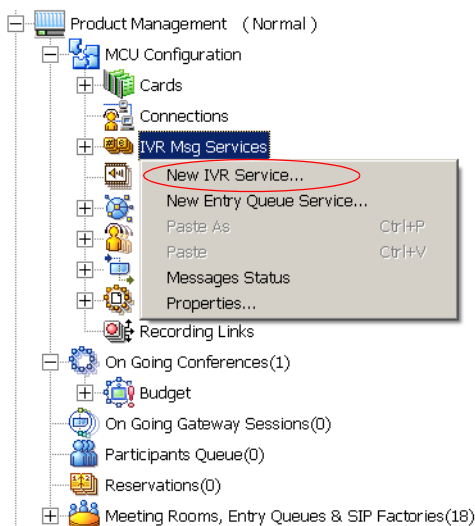 Product Management   ( Normal )
MCU Configuration
Cards
Connections
IVR Msg Services
New IVR Service...
New Entry Queue Service...
Paste As Ctrl+P
Paste Ctrl+V
Messages Status
Properties...
Recording Links
On Going Conferences(1)
Budget
On Going Gateway Sessions(0)
Participants Queue(0)
Reservations(0)
Meeting Rooms, Entry Queues & SIP Factories(18)